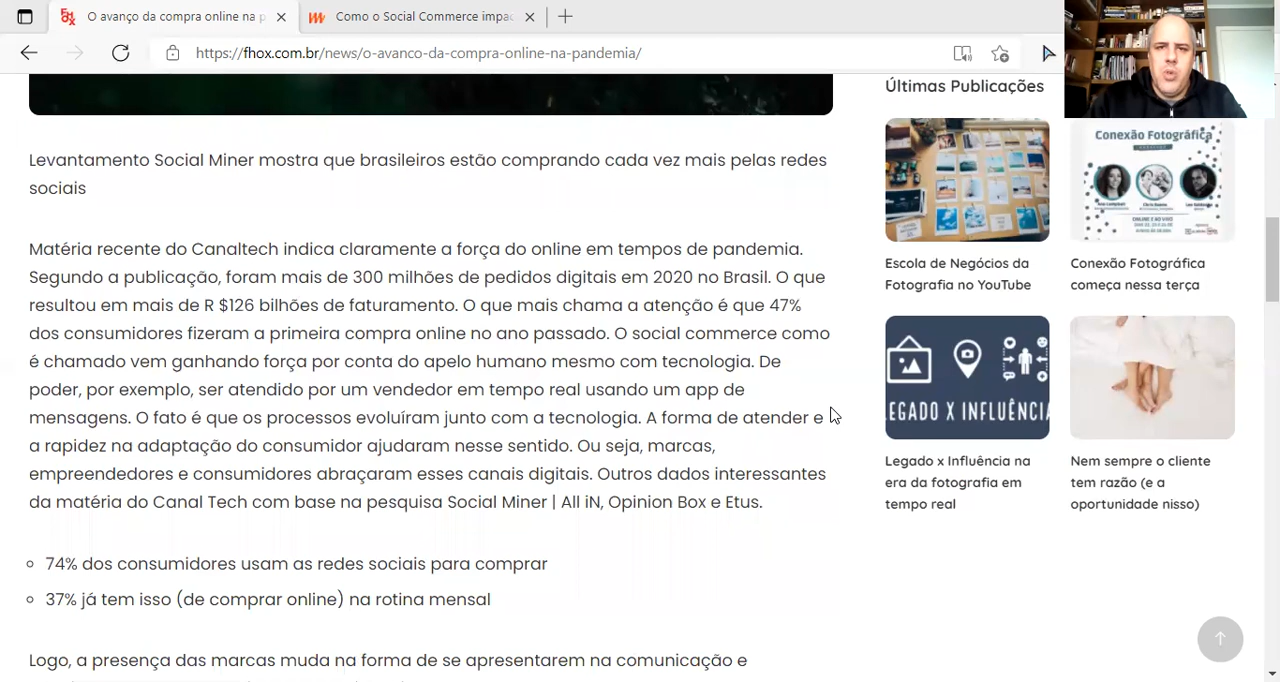 O avanço da compra online na p
Como o Social Commerce impac
https://fhox.com.br/news/o-avanco-da-compra-online-na-pandemia/
Levantamento Social Miner mostra que brasileiros estão comprando cada vez mais pelas redes
sociais
Matéria recente do Canaltech indica claramente a força do online em tempos de pandemia.
Segundo a publicação, foram mais de 300 milhões de pedidos digitais em 2020 no Brasil. O que
resultou em mais de R $126 bilhões de faturamento. O que mais chama a atenção é que 47%
dos consumidores fizeram a primeira compra online no ano passado. O social commerce como
é chamado vem ganhando força por conta do apelo humano mesmo com tecnologia. De
poder, por exemplo, ser atendido por um vendedor em tempo real usando um app de
mensagens. O fato é que os processos evoluíram junto com a tecnologia. A forma de atender e
a rapidez na adaptação do consumidor ajudaram nesse sentido. Ou seja, marcas,
empreendedores e consumidores abraçaram esses canais digitais. Outros dados interessantes
da matéria do Canal Tech com base na pesquisa Social Miner | All iN, Opinion Box e Etus.
74% dos consumidores usam as redes sociais para comprar
37% já tem isso (de comprar online) na rotina mensal
Logo, a presença das marcas muda na forma de se apresentarem na comunicação e
Últimas Publicações
Conexão Fotográfica
Escola de Negócios da
Fotografia no YouTube
Conexão Fotográfica
começa nessa terça
LEGADO X INFLUÊNCIA
Legado x Influência na
era da fotografia em
tempo real
Nem sempre o cliente
tem razão (e a
oportunidade nisso)